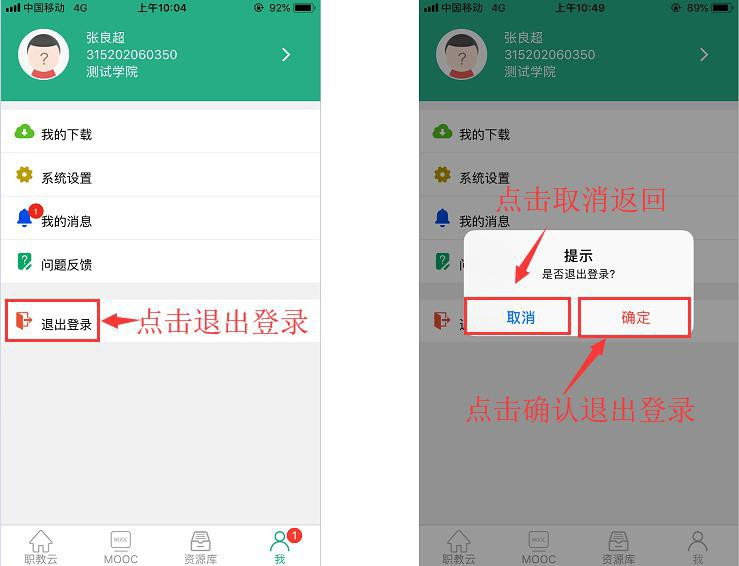 中国移动 4G 上午10:04 92%
张良超
315202060350
测试学院
我的下载
系统设置
1
我的消息
问题反馈
退出登录
点击退出登录
职教云
MOOC
MOOC
资源库
1
我
中国移动 4G 上午10:49 89%
张良超
315202060350
测试学院
我的下载
系统设置
点击取消返回
我的消息
提示
是否退出登录?
取消
确定
点击确认退出登录
职教云
MOOC
MOOC
资源库
我